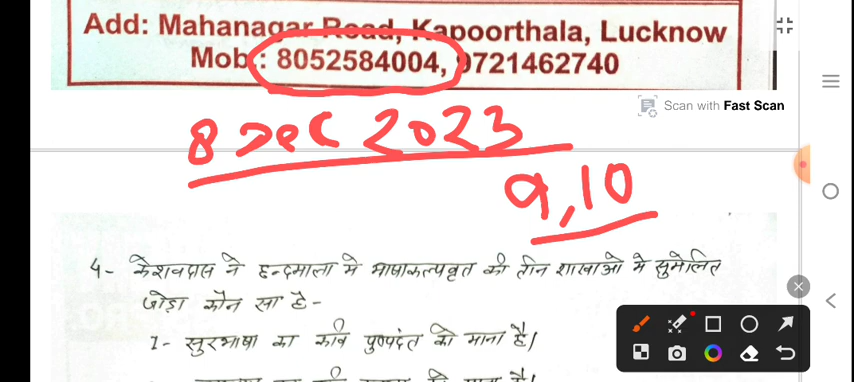 Add: Mahanagar Road, Kapoorthala, Lucknow
Mob.: 8052584004, 9721462740
Scan with Fast Scan
8 Dec 2023
9,10
4- केशवदास ने छन्दमाला मे भाषाकल्पवृत की तीन शाखाओ मे सुमेलित
जोड़ा कौन सा है-
1- सुरभाषा का कवि पुष्पदंत को माना है।